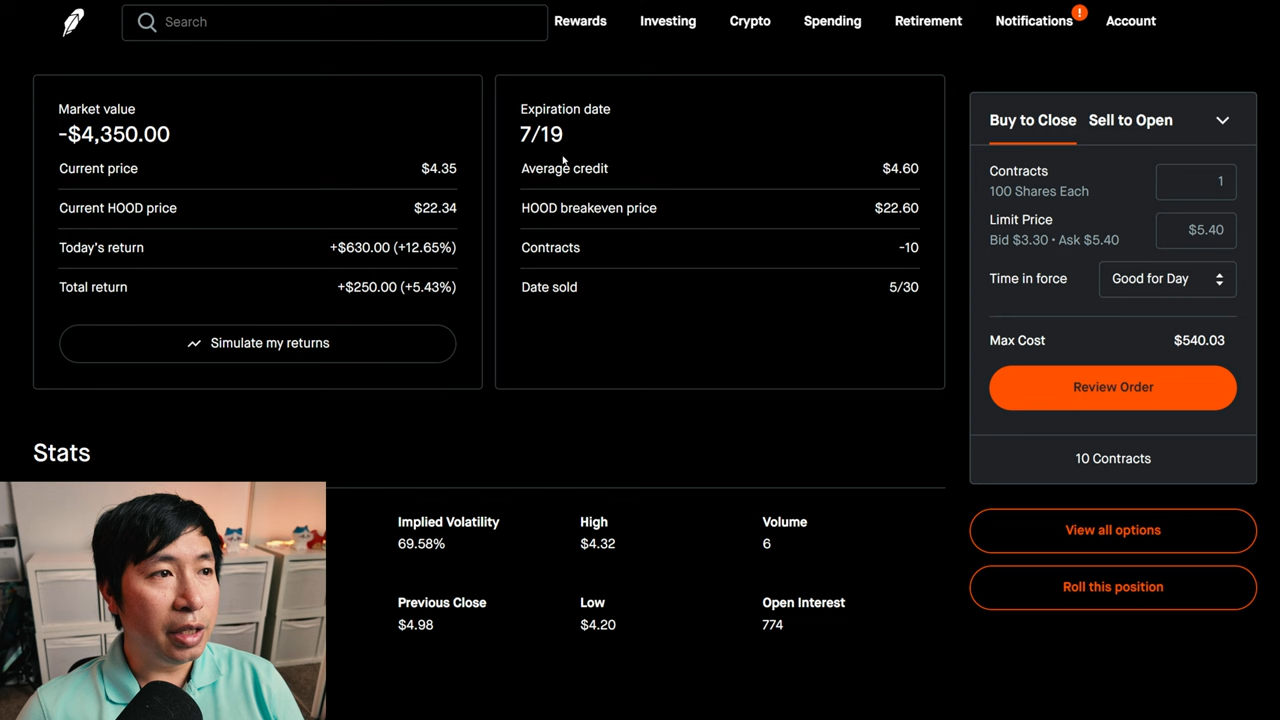 Search
Rewards
Investing
Crypto
Spending
Retirement
Notifications
!
Account
Market value
-$4,350.00
Current price $4.35
Current HOOD price $22.34
Today's return +$630.00 (+12.65%)
Total return +$250.00 (+5.43%)
Simulate my returns
Expiration date
7/19
Average credit $4.60
HOOD breakeven price $22.60
Contracts -10
Date sold 5/30
Buy to Close Sell to Open
Contracts
100 Shares Each
1
Limit Price
Bid $3.30 • Ask $5.40
$5.40
Time in force Good for Day
Max Cost $540.03
Review Order
10 Contracts
View all options
Roll this position
Stats
Implied Volatility
69.58%
High
$4.32
Volume
6
Previous Close
$4.98
Low
$4.20
Open Interest
774